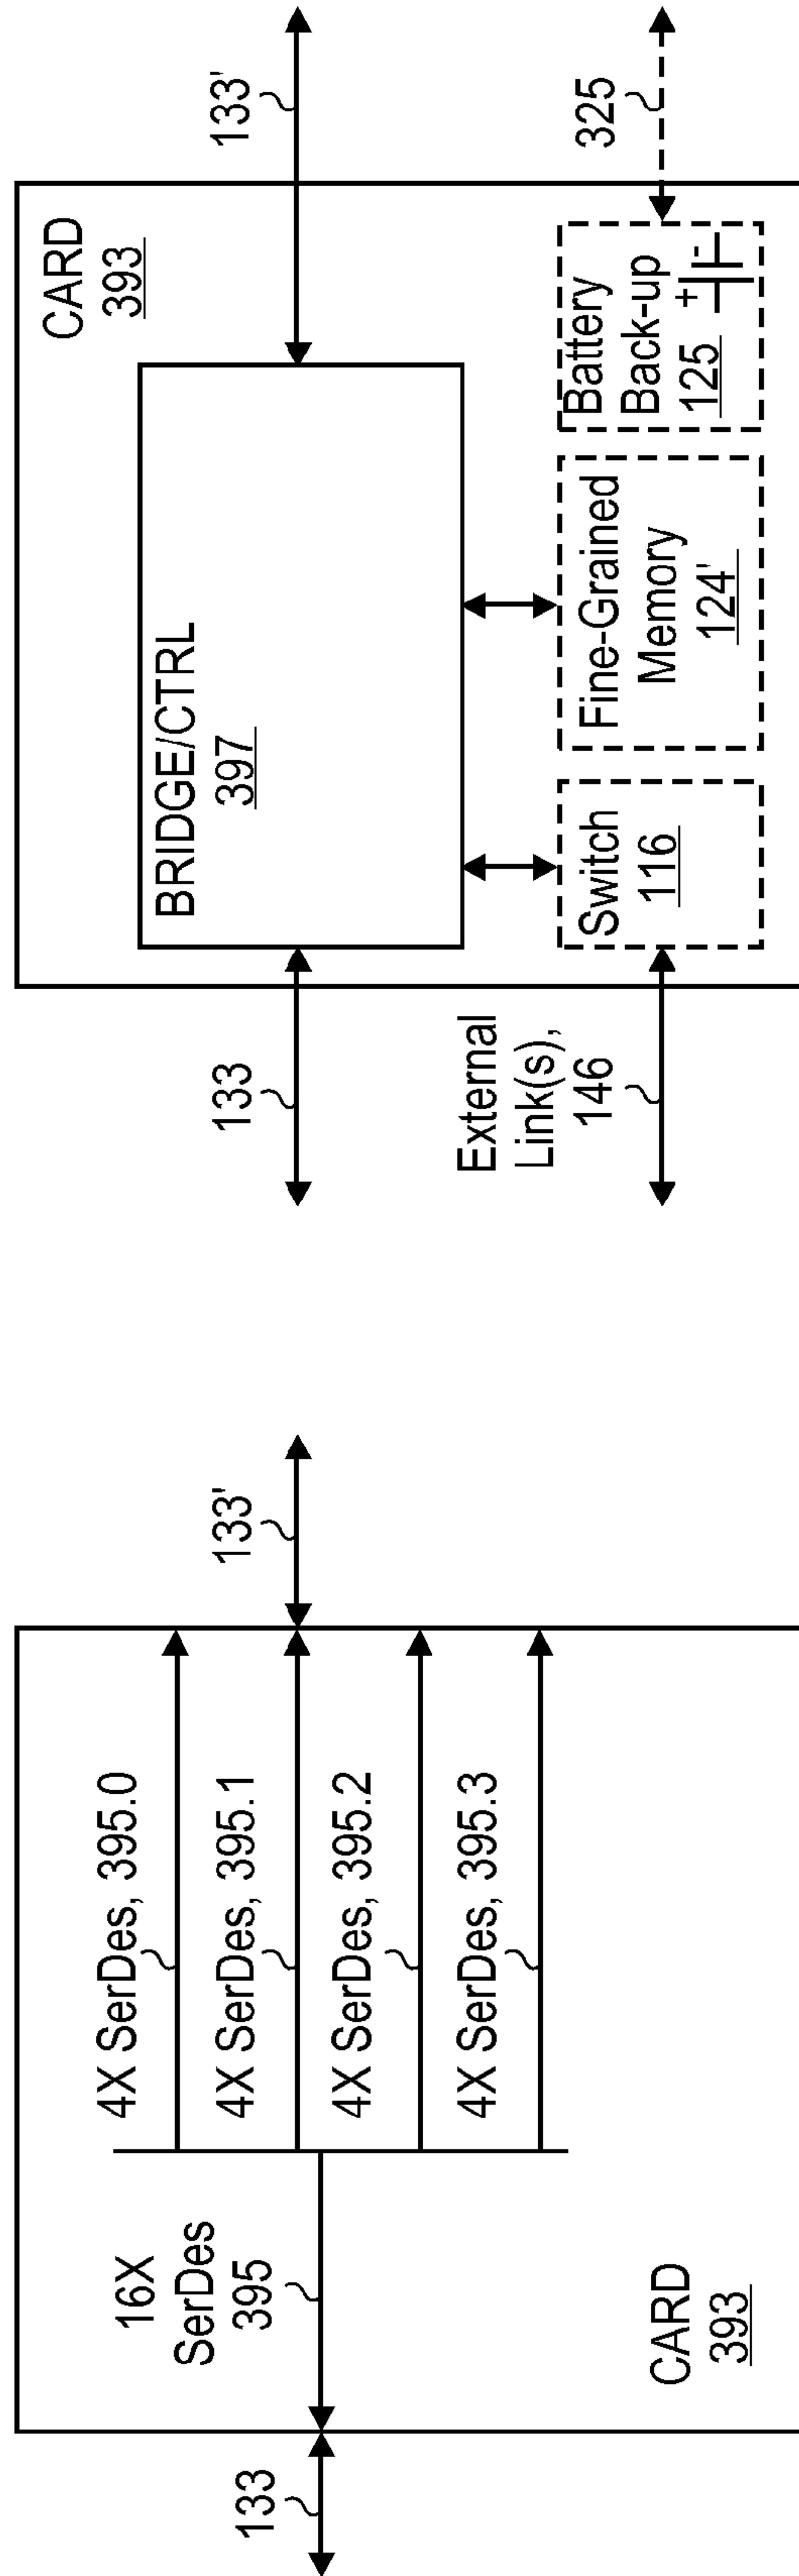 133
16X
SerDes
395
4X SerDes, 395.0
4X SerDes, 395.1
4X SerDes, 395.2
4X SerDes, 395.3
CARD
393
133'
133
External
Link(s),
146
CARD
393
BRIDGE/CTRL
397
Switch
116
Fine-Grained
Memory
124'
Battery
Back-up
125
+ -
133'
325